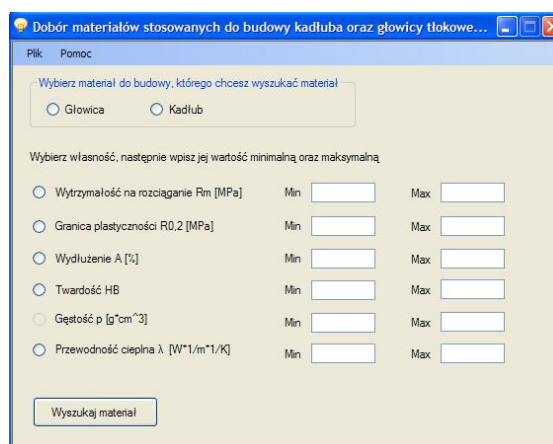 Dobór materiałów stosowanych do budowy kadłuba oraz głowicy tłokowe...
Plik Pomoc
Wybierz materiał do budowy, którego chcesz wyszukać materiał
Głowica Kadłub
Wybierz własność, następnie wpisz jej wartość minimalną oraz maksymalną
Wytrzymałość na rozciąganie Rm [MPa] Min Max
Granica plastyczności R0,2 [MPa] Min Max
Wydłużenie A [%] Min Max
Twardość HB Min Max
Gęstość p [g*cm^3] Min Max
Przewodność cieplna λ [W*1/m*1/K] Min Max
Wyszukaj materiał